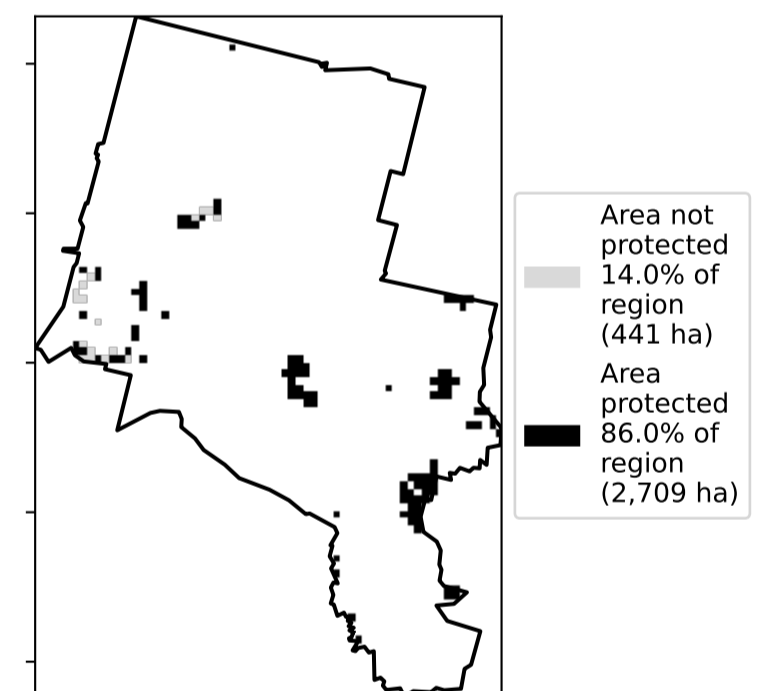 Area not
protected
14.0% of
region
(441 ha)
Area
protected
86.0% of
region
(2,709 ha)